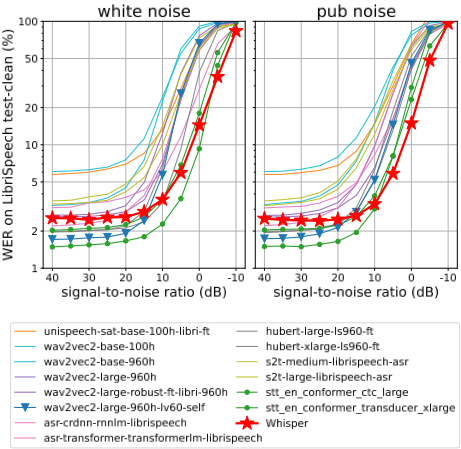 white noise
pub noise
WER on LibriSpeech test-clean (%)
100
50
20
10
5
2
1
40 30 20 10 0 -10
signal-to-noise ratio (dB)
40 30 20 10 0 -10
signal-to-noise ratio (dB)
unispeech-sat-base-100h-libri-ft
wav2vec2-base-100h
wav2vec2-base-960h
wav2vec2-large-960h
wav2vec2-large-robust-ft-libri-960h
wav2vec2-large-960h-lv60-self
asr-crdnn-rnnlm-librispeech
asr-transformer-transformerlm-librispeech
hubert-large-ls960-ft
hubert-xlarge-ls960-ft
s2t-medium-librispeech-asr
s2t-large-librispeech-asr
stt_en_conformer_ctc_large
stt_en_conformer_transducer_xlarge
Whisper